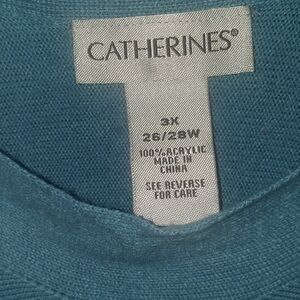 CATHERINES®
3X
26/28W
100% ACRYLIC
MADE IN
CHINA
SEE REVERSE
FOR CARE